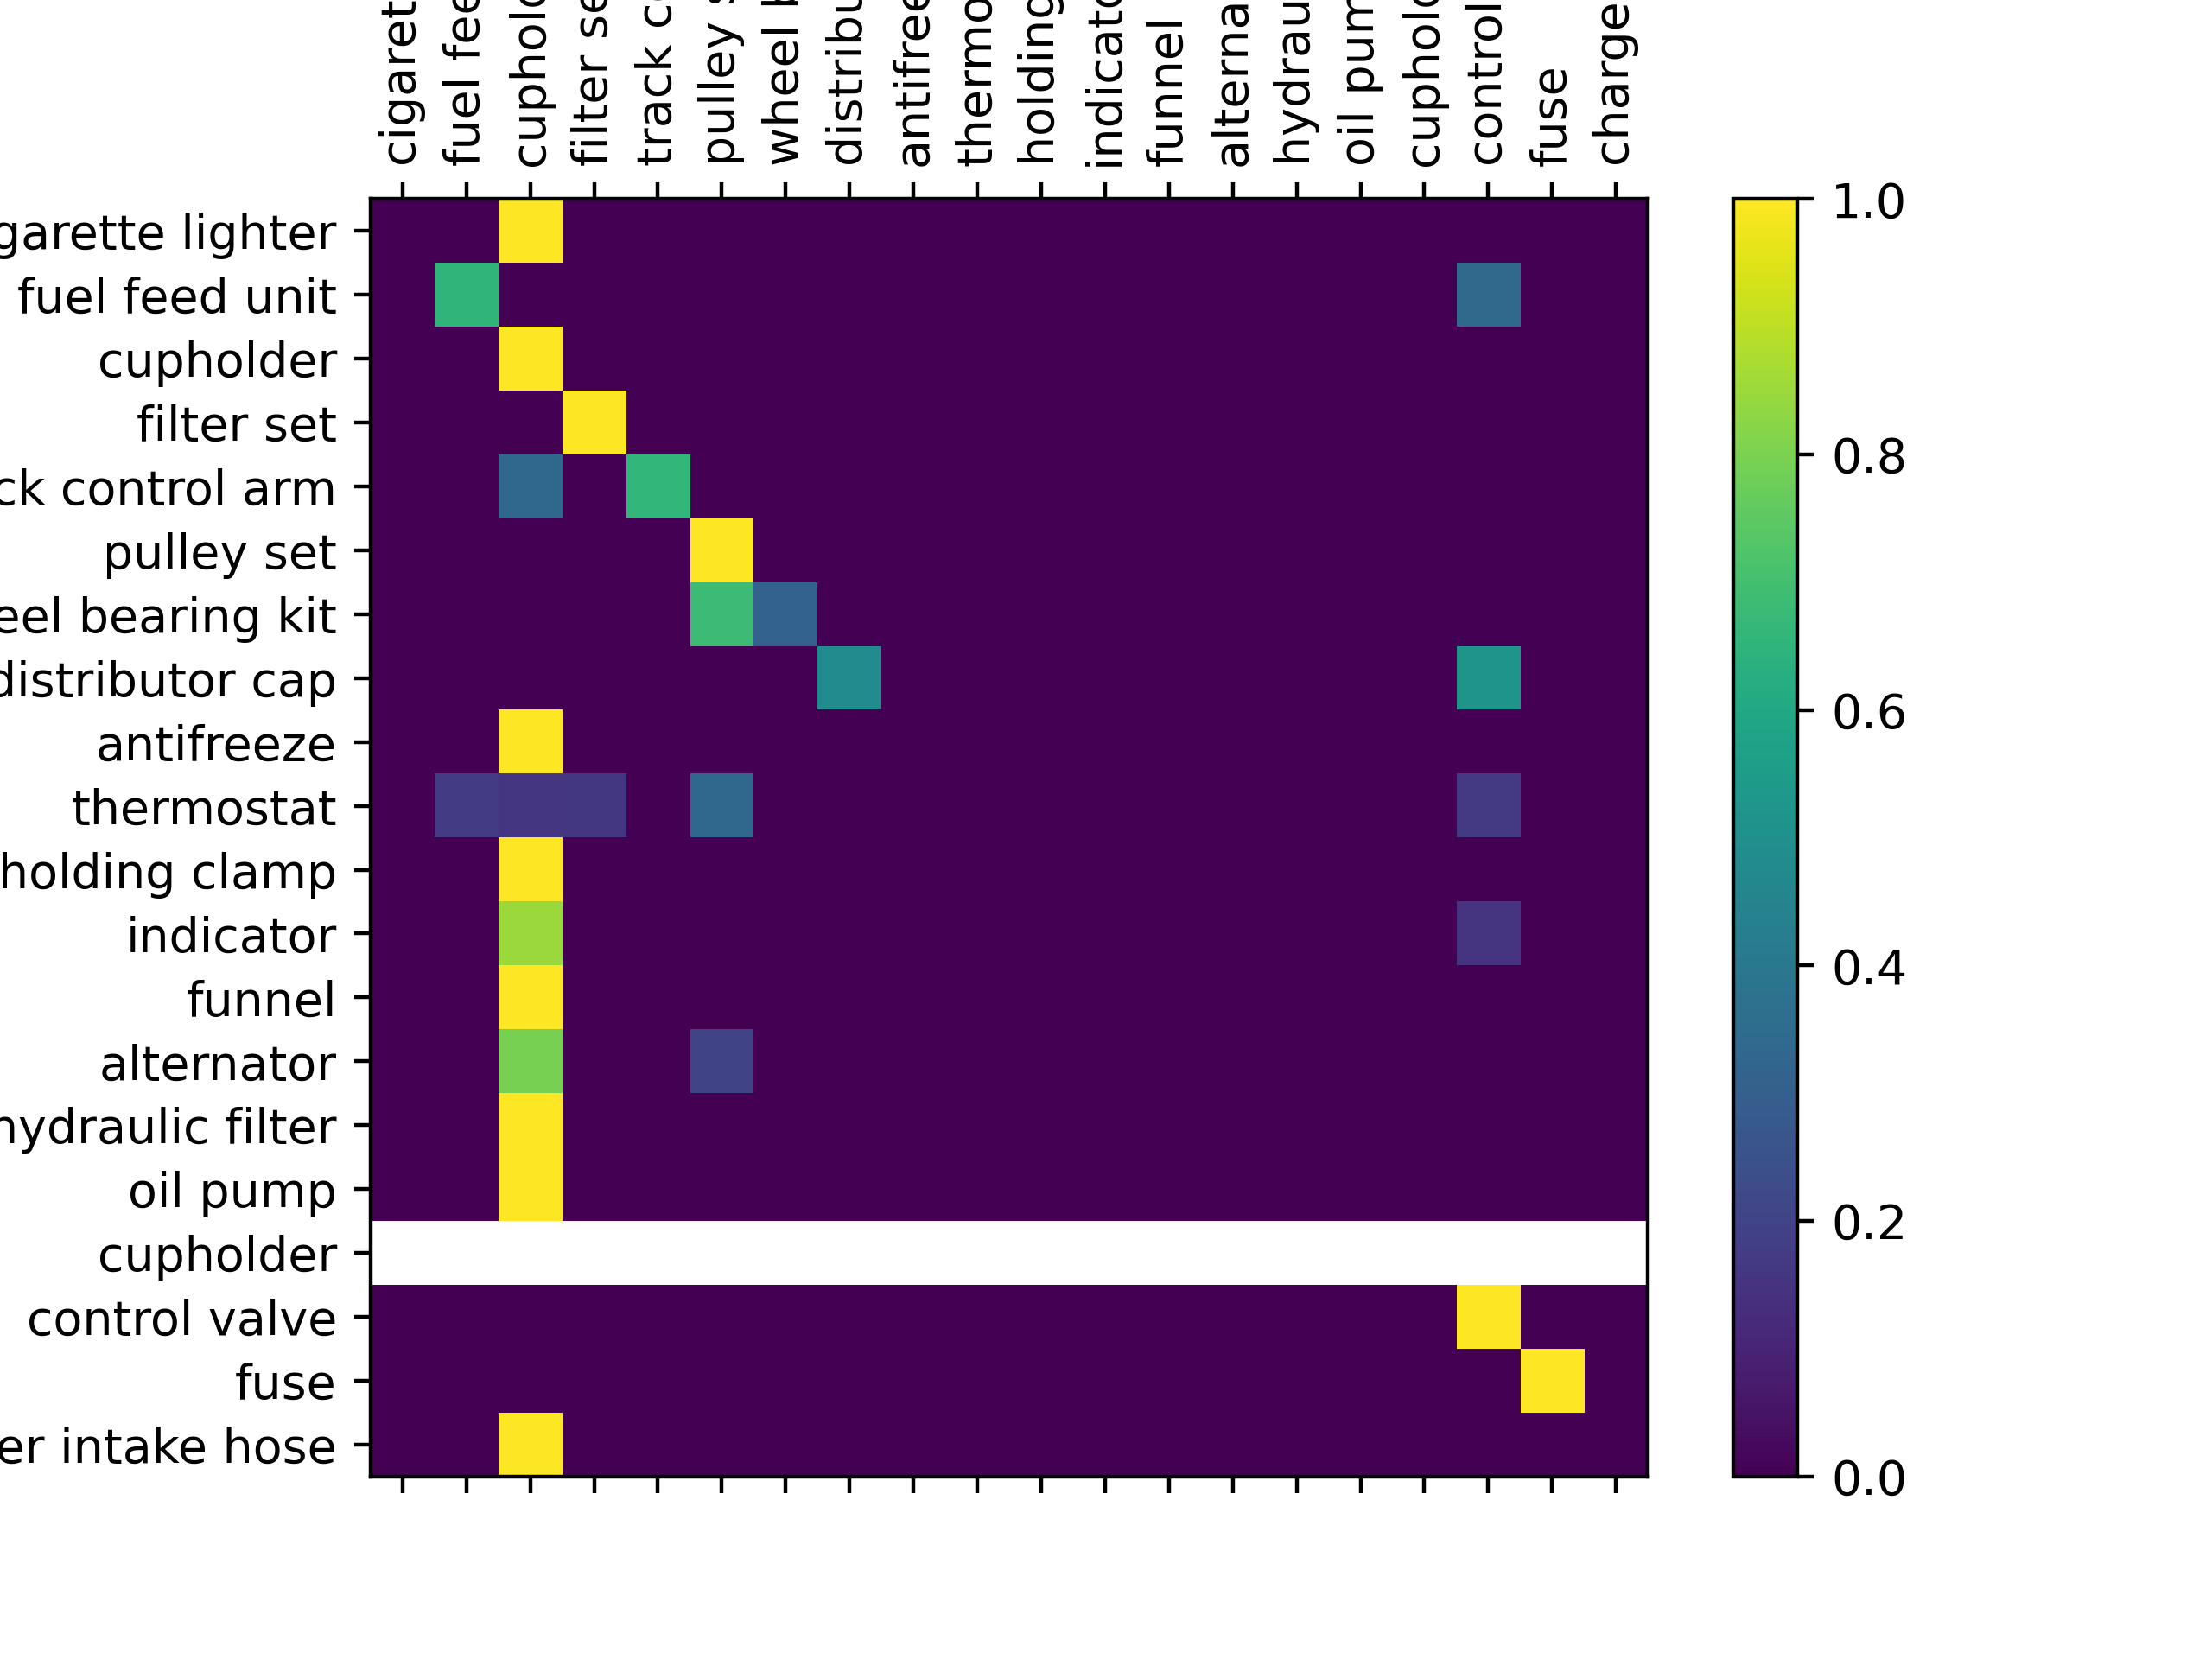 cigaret
fuel fee
cuphold
filter se
track c
pulley s
wheel b
distribu
antifree
thermo
holding
indicato
funnel
alterna
hydrau
oil pum
cuphold
control
fuse
charge
garette lighter
fuel feed unit
cupholder
filter set
ck control arm
pulley set
eel bearing kit
distributor cap
antifreeze
thermostat
holding clamp
indicator
funnel
alternator
hydraulic filter
oil pump
cupholder
control valve
fuse
er intake hose
1.0
0.8
0.6
0.4
0.2
0.0